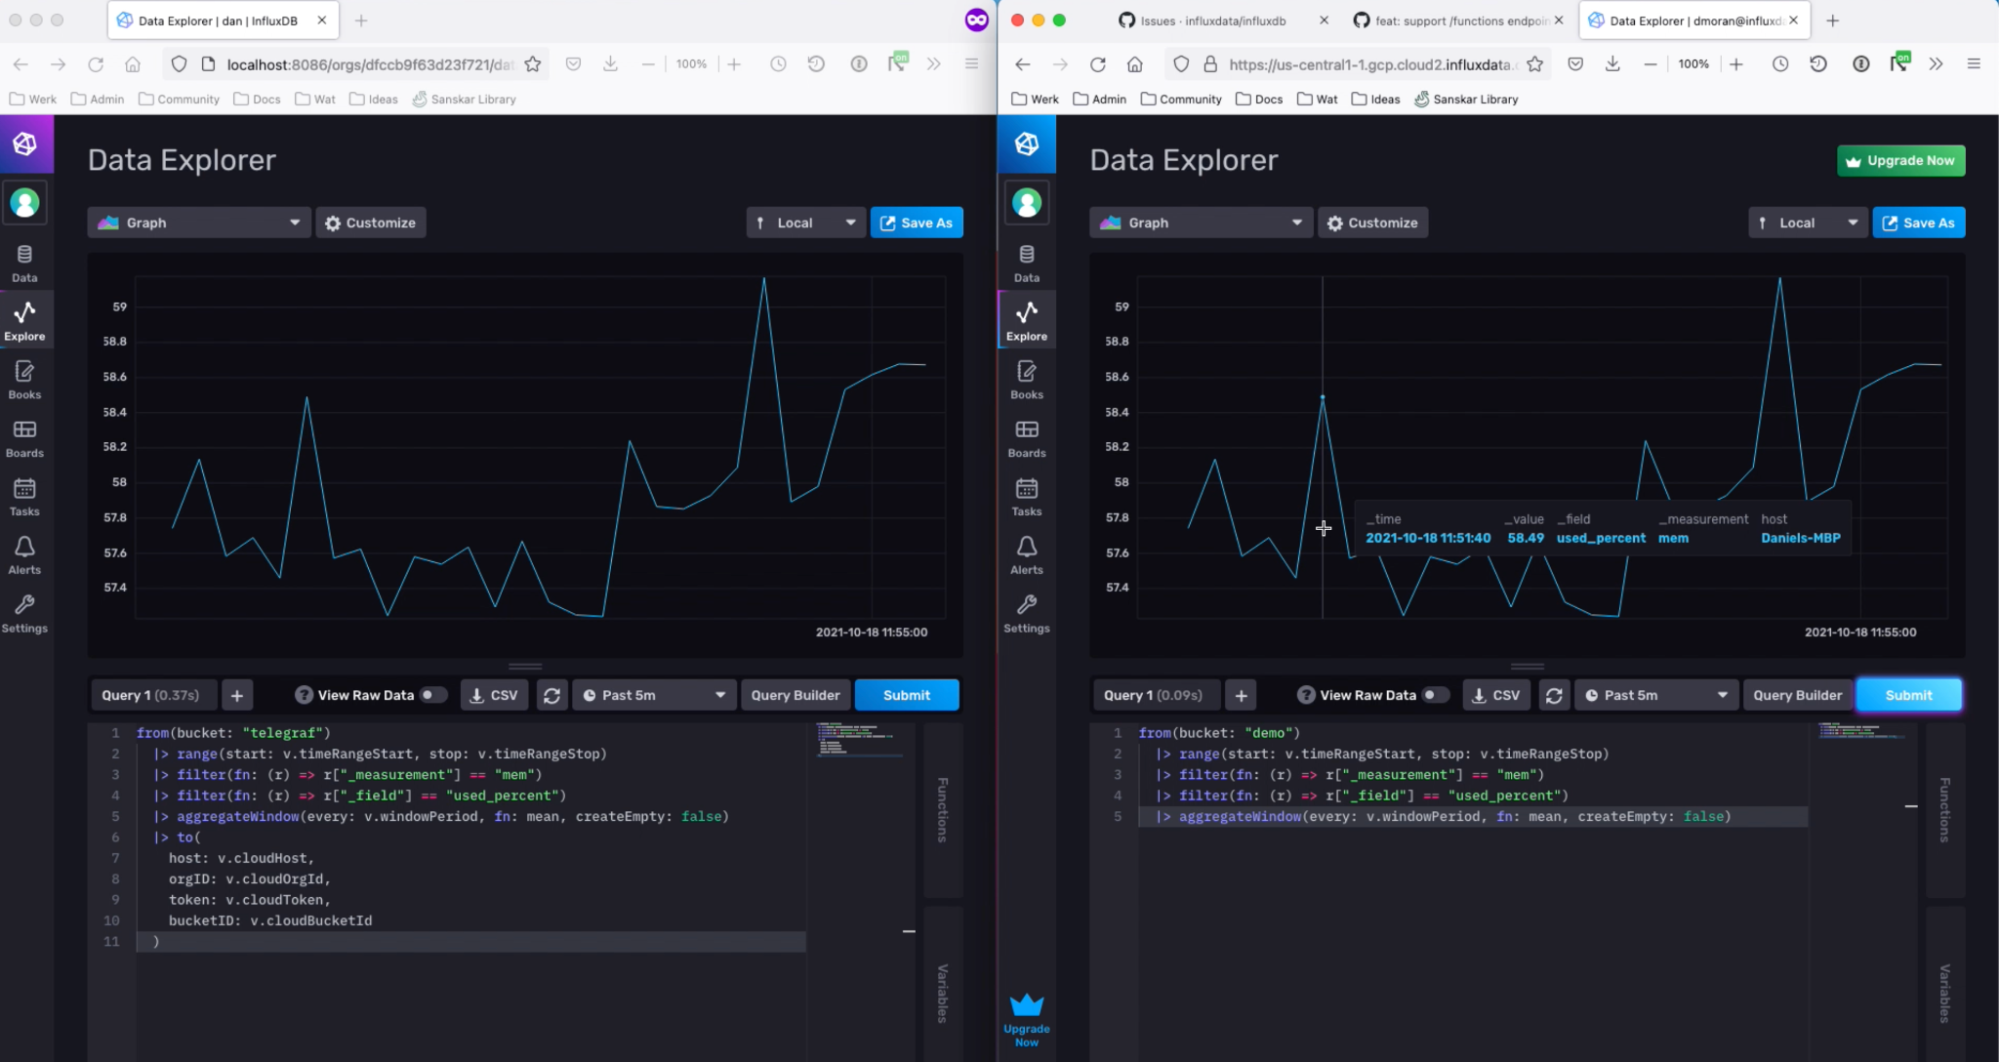 Data Explorer | dan | InfluxDB
localhost:8086/orgs/dfccb9f63d23f721/dat
100%
Werk Admin Community Docs Wat Ideas Sanskar Library
Data Explorer
Graph Customize Local Save As
Data
Explore
Books
Boards
Tasks
Alerts
Settings
59
58.8
58.6
58.4
58.2
58
57.8
57.6
57.4
2021-10-18 11:55:00
Query 1 (0.37s) + ? View Raw Data CSV Past 5m Query Builder Submit
1 from(bucket: "telegraf")
2 |> range(start: v.timeRangeStart, stop: v.timeRangeStop)
3 |> filter(fn: (r) => r["_measurement"] == "mem")
4 |> filter(fn: (r) => r["_field"] == "used_percent")
5 |> aggregateWindow(every: v.windowPeriod, fn: mean, createEmpty: false)
6 |> to(
7 host: v.cloudHost,
8 orgID: v.cloudOrgId,
9 token: v.cloudToken,
10 bucketID: v.cloudBucketId
11 )
Functions
Variables
Issues · influxdata/influxdb
feat: support /functions endpoin
Data Explorer | dmoran@influxda
https://us-central1-1.gcp.cloud2.influxdata.c
100%
Werk Admin Community Docs Wat Ideas Sanskar Library
Data Explorer
Upgrade Now
Graph Customize Local Save As
Data
Explore
Books
Boards
Tasks
Alerts
Settings
59
58.8
58.6
58.4
58.2
58
57.8
57.6
57.4
_time _value _field _measurement host
2021-10-18 11:51:40 58.49 used_percent mem Daniels-MBP
2021-10-18 11:55:00
Query 1 (0.09s) + ? View Raw Data CSV Past 5m Query Builder Submit
1 from(bucket: "demo")
2 |> range(start: v.timeRangeStart, stop: v.timeRangeStop)
3 |> filter(fn: (r) => r["_measurement"] == "mem")
4 |> filter(fn: (r) => r["_field"] == "used_percent")
5 |> aggregateWindow(every: v.windowPeriod, fn: mean, createEmpty: false)
Functions
Variables
Upgrade
Now